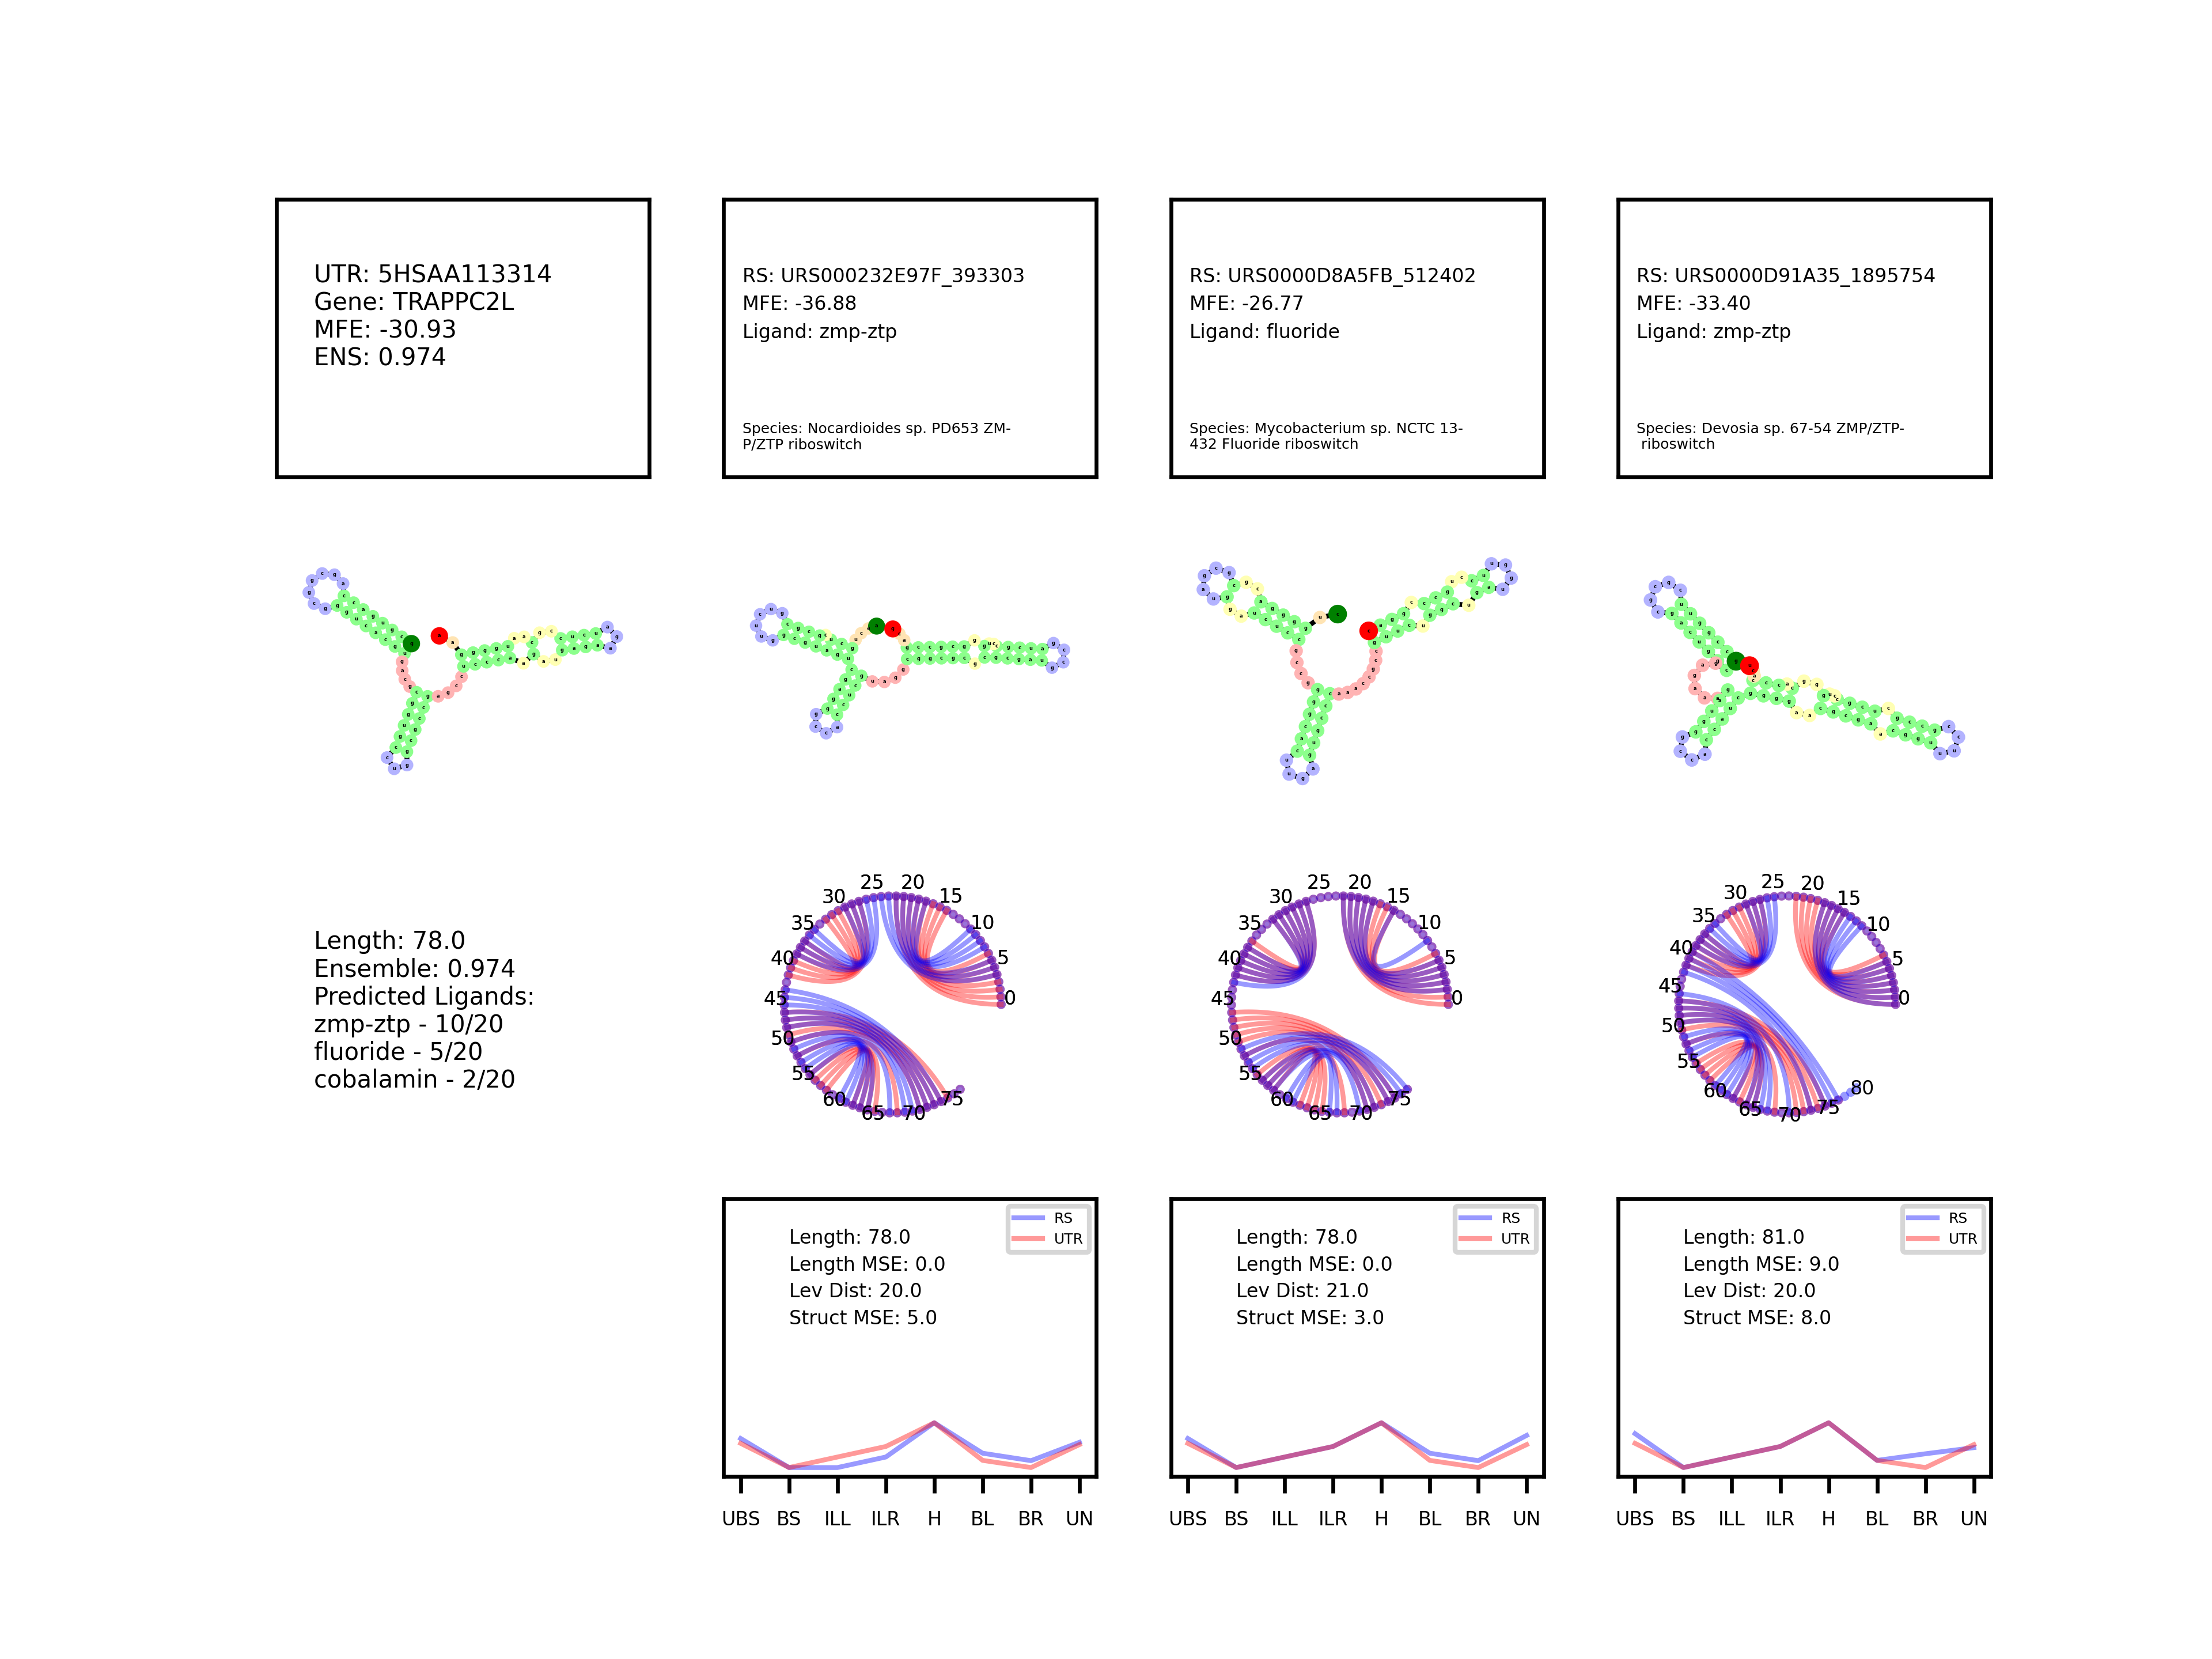 UTR: 5HSAA113314
Gene: TRAPPC2L
MFE: -30.93
ENS: 0.974
RS: URS000232E97F_393303
MFE: -36.88
Ligand: zmp-ztp
Species: Nocardioides sp. PD653 ZM-
P/ZTP riboswitch
RS: URS0000D8A5FB_512402
MFE: -26.77
Ligand: fluoride
Species: Mycobacterium sp. NCTC 13-
432 Fluoride riboswitch
RS: URS0000D91A35_1895754
MFE: -33.40
Ligand: zmp-ztp
Species: Devosia sp. 67-54 ZMP/ZTP-
riboswitch
Length: 78.0
Ensemble: 0.974
Predicted Ligands:
zmp-ztp - 10/20
fluoride - 5/20
cobalamin - 2/20
0
5
10
15
20
25
30
35
40
45
50
55
60
65
70
75
0
5
10
15
20
25
30
35
40
45
50
55
60
65
70
75
0
5
10
15
20
25
30
35
40
45
50
55
60
65
70
75
80
RS
UTR
Length: 78.0
Length MSE: 0.0
Lev Dist: 20.0
Struct MSE: 5.0
UBS BS ILL ILR H BL BR UN
RS
UTR
Length: 78.0
Length MSE: 0.0
Lev Dist: 21.0
Struct MSE: 3.0
UBS BS ILL ILR H BL BR UN
RS
UTR
Length: 81.0
Length MSE: 9.0
Lev Dist: 20.0
Struct MSE: 8.0
UBS BS ILL ILR H BL BR UN